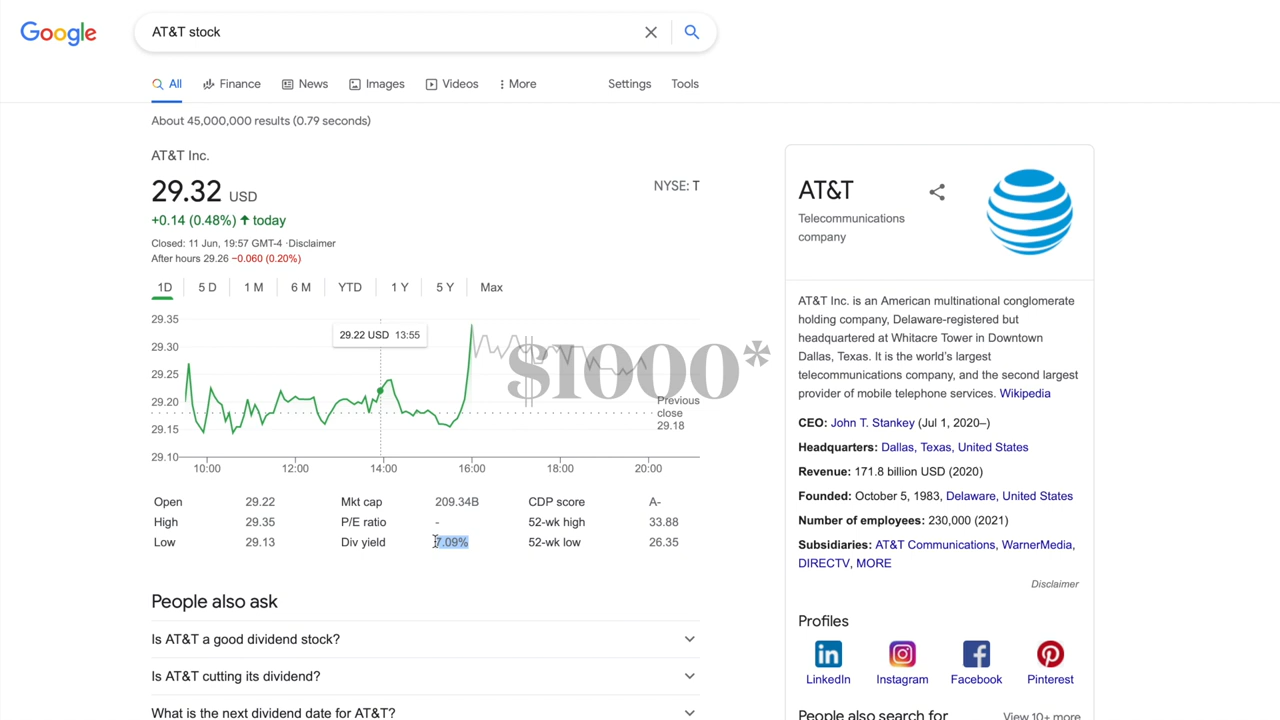 Google
AT&T stock
All
Finance
News
Images
Videos
More
Settings
Tools
About 45,000,000 results (0.79 seconds)
AT&T Inc.
29.32 USD
NYSE: T
+0.14 (0.48%) today
Closed: 11 Jun, 19:57 GMT-4 ·Disclaimer
After hours 29.26 −0.060 (0.20%)
1D
5 D
1 M
6 M
YTD
1 Y
5 Y
Max
29.35
29.30
29.25
29.20
29.15
29.10
29.22 USD 13:55
$1000*
Previous
close
29.18
10:00
12:00
14:00
16:00
18:00
20:00
Open 29.22 Mkt cap 209.34B CDP score A-
High 29.35 P/E ratio - 52-wk high 33.88
Low 29.13 Div yield 7.09% 52-wk low 26.35
People also ask
Is AT&T a good dividend stock?
Is AT&T cutting its dividend?
What is the next dividend date for AT&T?
AT&T
Telecommunications
company
AT&T Inc. is an American multinational conglomerate
holding company, Delaware-registered but
headquartered at Whitacre Tower in Downtown
Dallas, Texas. It is the world's largest
telecommunications company, and the second largest
provider of mobile telephone services. Wikipedia
CEO: John T. Stankey (Jul 1, 2020–)
Headquarters: Dallas, Texas, United States
Revenue: 171.8 billion USD (2020)
Founded: October 5, 1983, Delaware, United States
Number of employees: 230,000 (2021)
Subsidiaries: AT&T Communications, WarnerMedia,
DIRECTV, MORE
Disclaimer
Profiles
LinkedIn
Instagram
Facebook
Pinterest
People also search for
View 10+ more